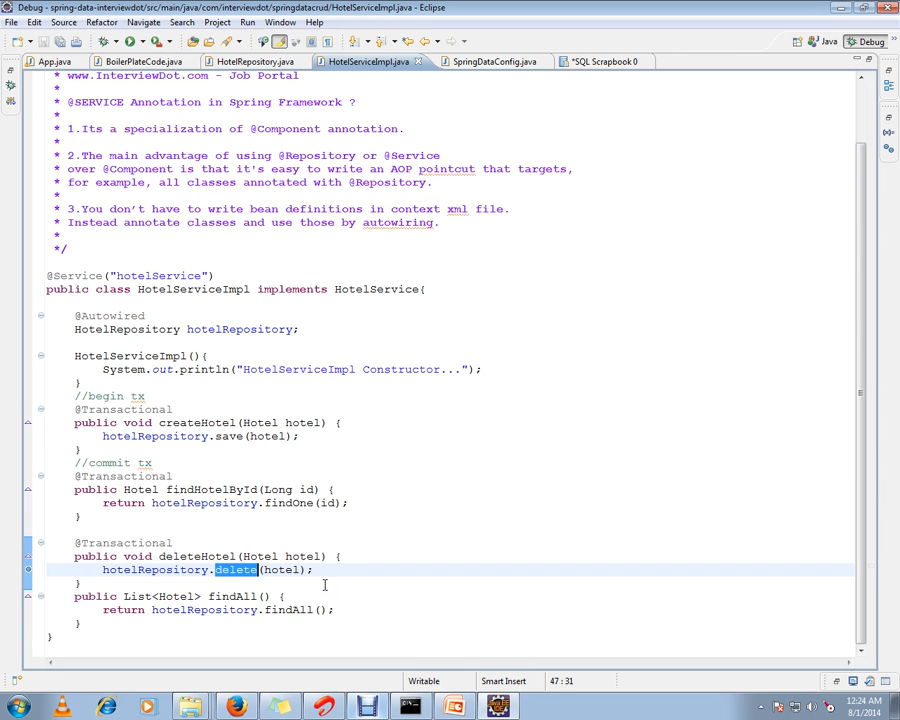 Debug - spring-data-interviewdot/src/main/java/com/interviewdot/springdatacrud/HotelServiceImpl.java - Eclipse
File Edit Source Refactor Navigate Search Project Run Window Help
Java Debug
App.java BoilerPlateCode.java HotelRepository.java HotelServiceImpl.java SpringDataConfig.java *SQL Scrapbook 0
* www.InterviewDot.com - Job Portal
*
* @SERVICE Annotation in Spring Framework ?
*
* 1.Its a specialization of @Component annotation.
*
* 2.The main advantage of using @Repository or @Service
* over @Component is that it's easy to write an AOP pointcut that targets,
* for example, all classes annotated with @Repository.
*
* 3.You don’t have to write bean definitions in context xml file.
* Instead annotate classes and use those by autowiring.
*
*/
@Service("hotelService")
public class HotelServiceImpl implements HotelService{
@Autowired
HotelRepository hotelRepository;
HotelServiceImpl(){
System.out.println("HotelServiceImpl Constructor...");
}
//begin tx
@Transactional
public void createHotel(Hotel hotel) {
hotelRepository.save(hotel);
}
//commit tx
@Transactional
public Hotel findHotelById(Long id) {
return hotelRepository.findOne(id);
}
@Transactional
public void deleteHotel(Hotel hotel) {
hotelRepository.delete(hotel);
}
public List<Hotel> findAll() {
return hotelRepository.findAll();
}
}
Writable Smart Insert 47 : 31
12:24 AM
8/1/2014